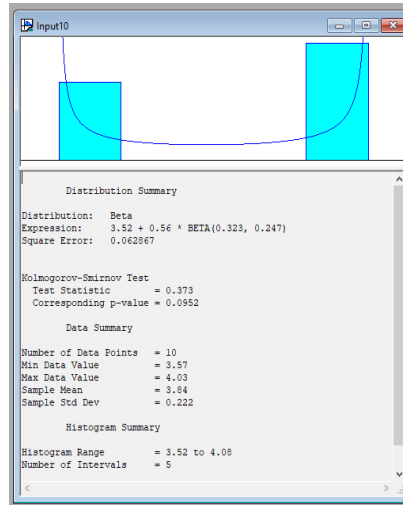 Input10
Distribution Summary
Distribution: Beta
Expression: 3.52 + 0.56 * BETA(0.323, 0.247)
Square Error: 0.062867
Kolmogorov-Smirnov Test
Test Statistic = 0.373
Corresponding p-value = 0.0952
Data Summary
Number of Data Points = 10
Min Data Value = 3.57
Max Data Value = 4.03
Sample Mean = 3.84
Sample Std Dev = 0.222
Histogram Summary
Histogram Range = 3.52 to 4.08
Number of Intervals = 5